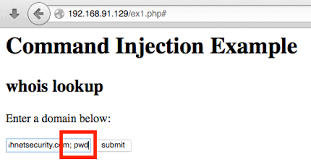 192.168.91.129/ex1.php#
Command Injection Example
whois lookup
Enter a domain below:
ihnetsecurity.com; pwd
submit